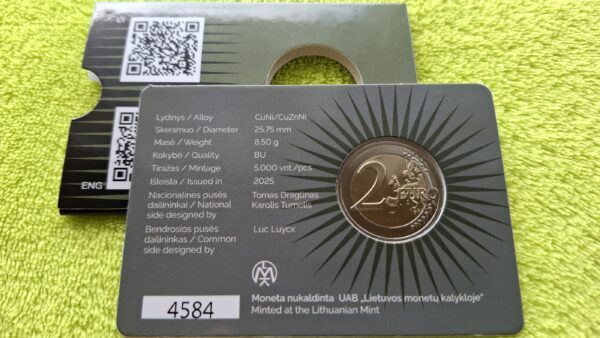 ENG
Lydinys / Alloy CuNi/CuZnNi
Skersmuo / Diameter 25.75 mm
Masė / Weight 8.50 g
Kokybė / Quality BU
Tiražas / Mintage 5.000 vnt./pcs
Išleista / Issued in 2025
Nacionalinės pusės Tomas Dragūnas
dailininkas / National Karolis Tumelis
side designed by
Bendrosios pusės Luc Luycx
dailininkas / Common
side designed by
2 EURO
4584
Moneta nukaldinta UAB „Lietuvos monetų kalykloje"
Minted at the Lithuanian Mint